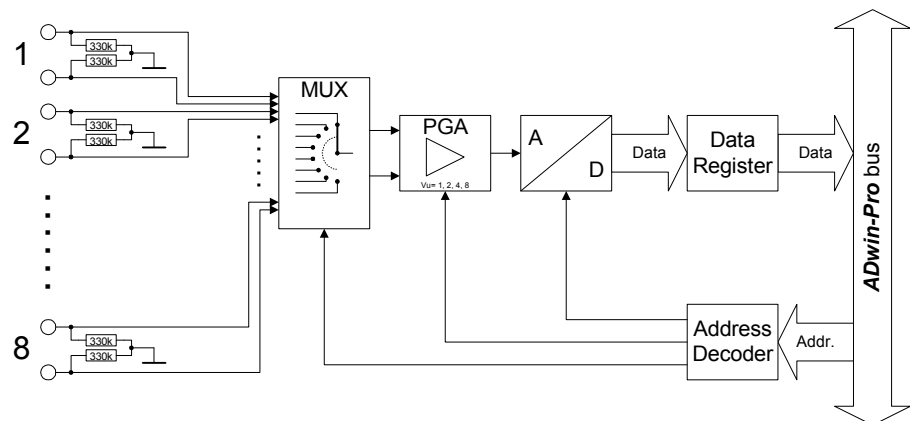 1
330k
330k
2
330k
330k
8
330k
330k
MUX
PGA
Vu= 1, 2, 4, 8
A
D
Data
Data
Register
Data
Address
Decoder
Addr.
ADwin-Pro bus